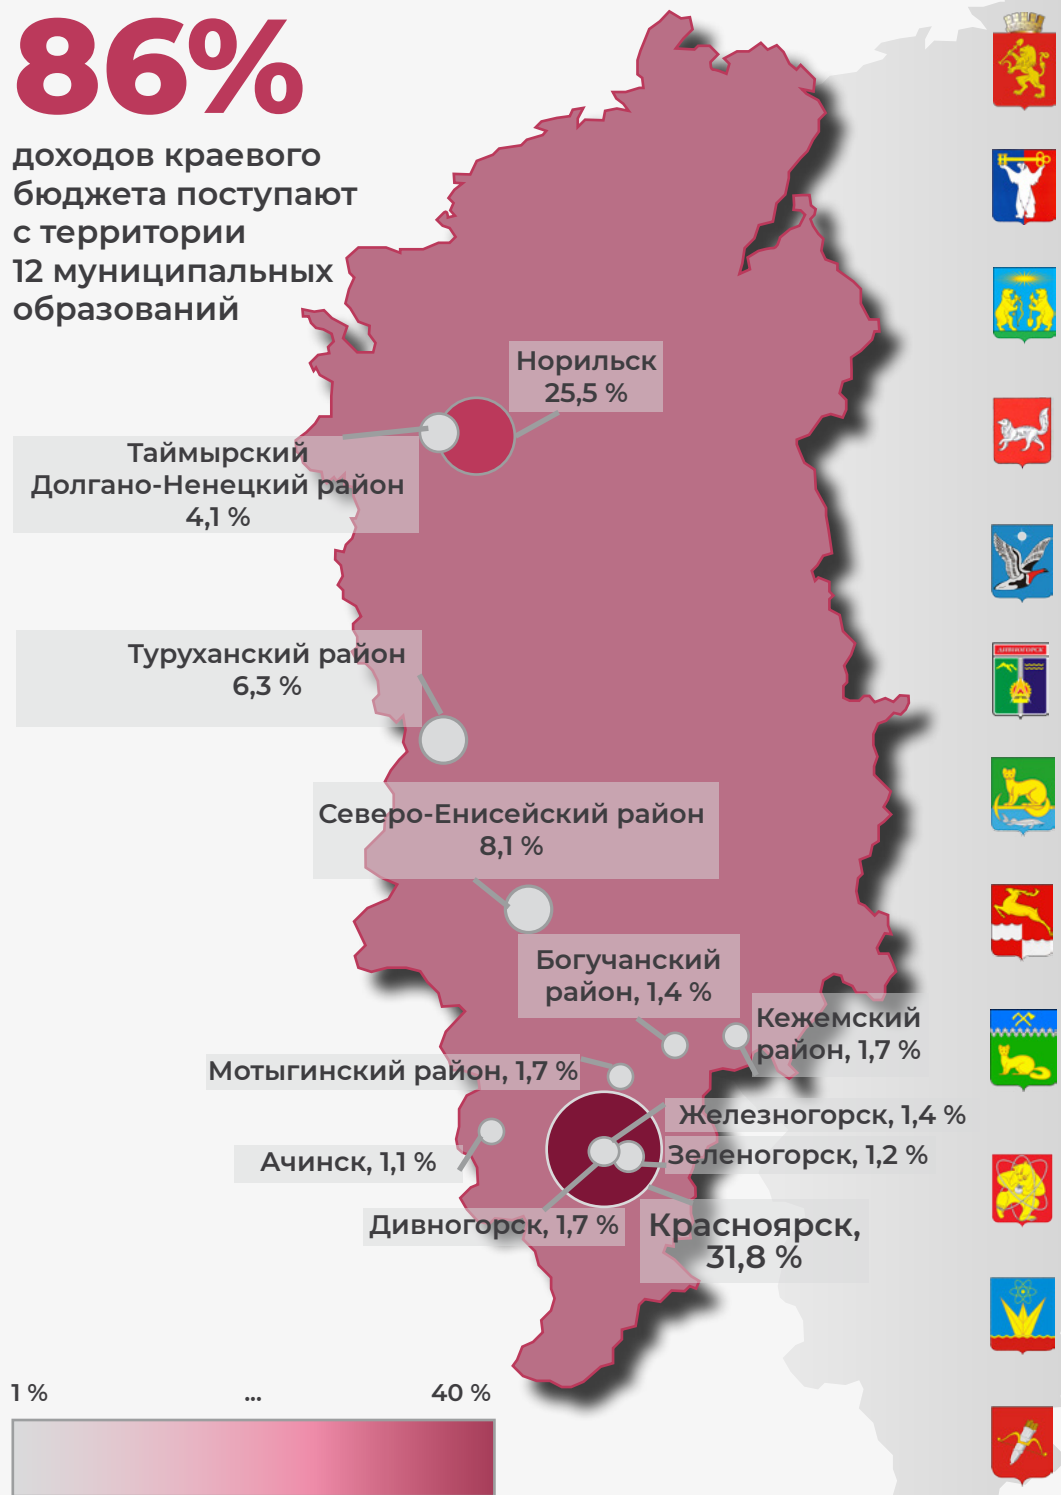 86%
доходов краевого
бюджета поступают
с территории
12 муниципальных
образований
Норильск
25,5 %
Таймырский
Долгано-Ненецкий район
4,1 %
Туруханский район
6,3 %
Северо-Енисейский район
8,1 %
Богучанский
район, 1,4 %
Кежемский
район, 1,7 %
Мотыгинский район, 1,7 %
Железногорск, 1,4 %
Зеленогорск, 1,2 %
Ачинск, 1,1 %
Дивногорск, 1,7 %
Красноярск,
31,8 %
1 %
...
40 %
ДИВНОГОРСК